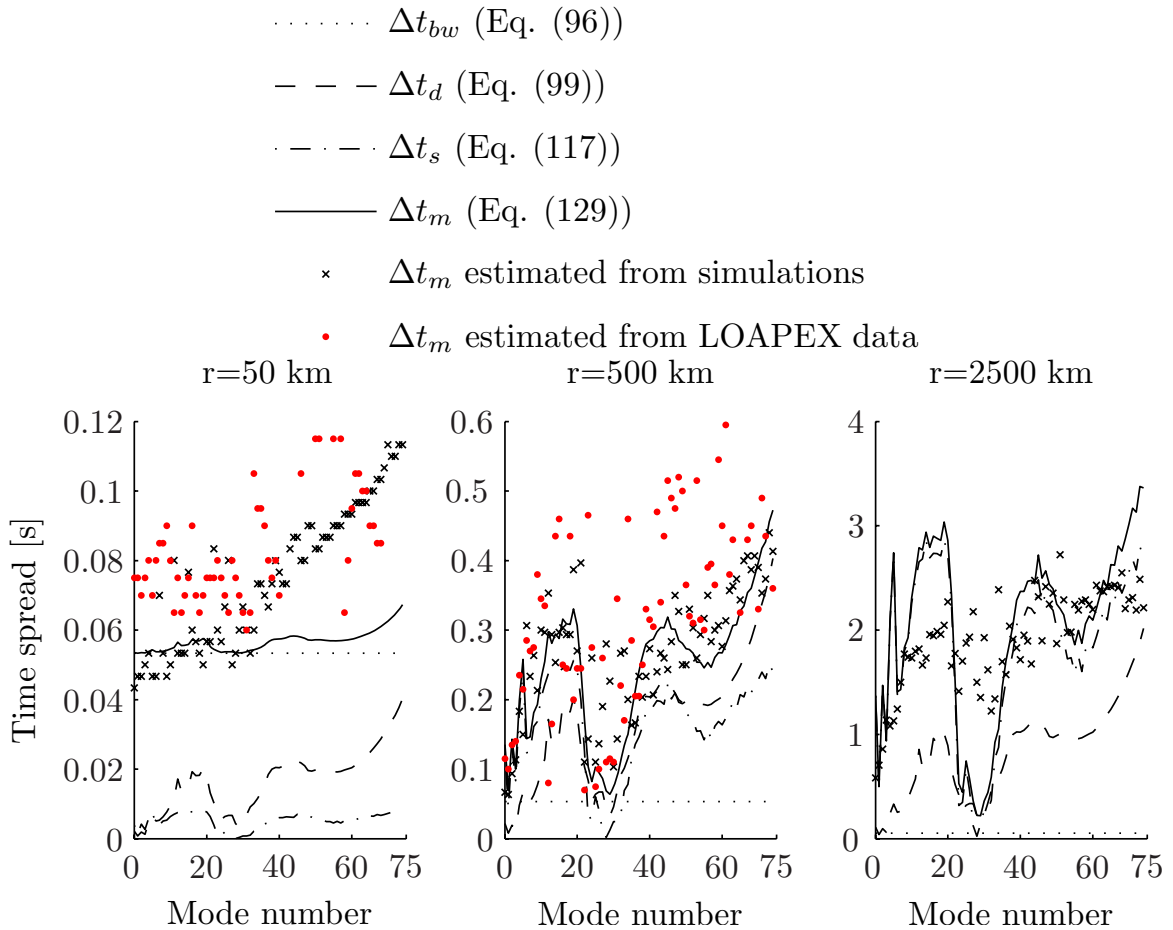 Δt_bw (Eq. (96))
Δt_d (Eq. (99))
Δt_s (Eq. (117))
Δt_m (Eq. (129))
Δt_m estimated from simulations
Δt_m estimated from LOAPEX data
r=50 km
r=500 km
r=2500 km
Time spread [s]
0.12
0.1
0.08
0.06
0.04
0.02
0
0 20 40 60 75
Mode number
0.6
0.5
0.4
0.3
0.2
0.1
0
0 20 40 60 75
Mode number
4
3
2
1
0
0 20 40 60 75
Mode number